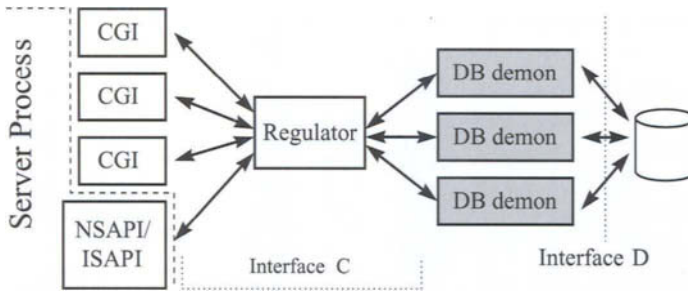 Server Process
CGI
CGI
CGI
NSAPI/
ISAPI
Regulator
DB demon
DB demon
DB demon
Interface C
Interface D